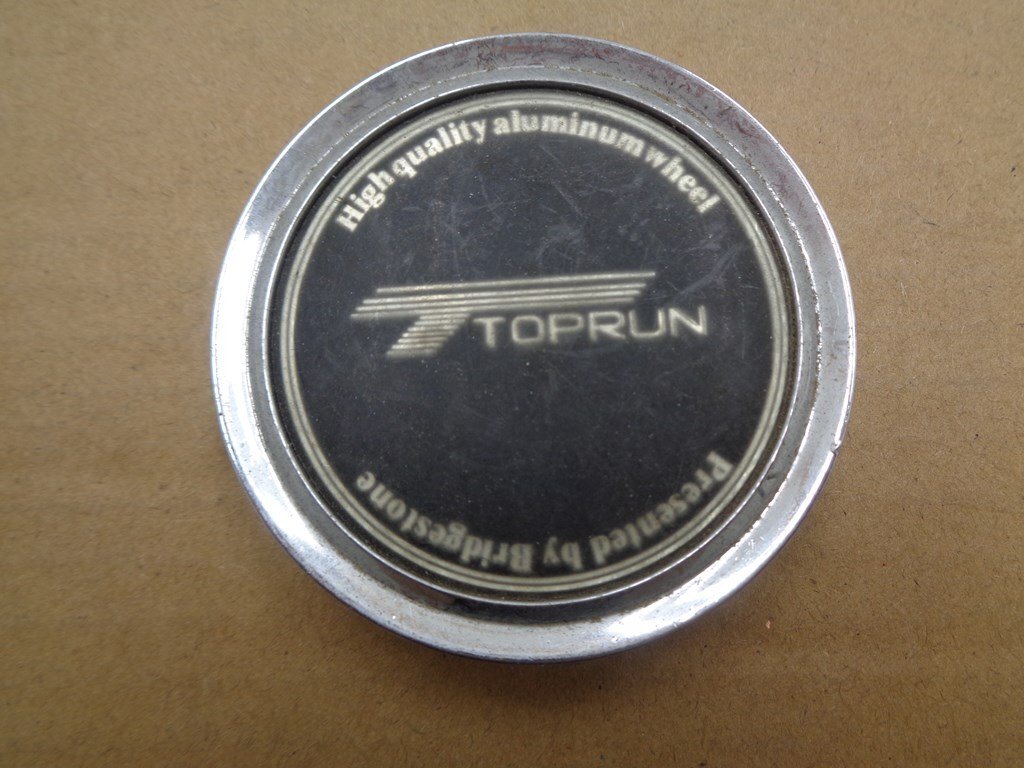 High quality aluminum wheel
TOPRUN
Presented by Bridgestone